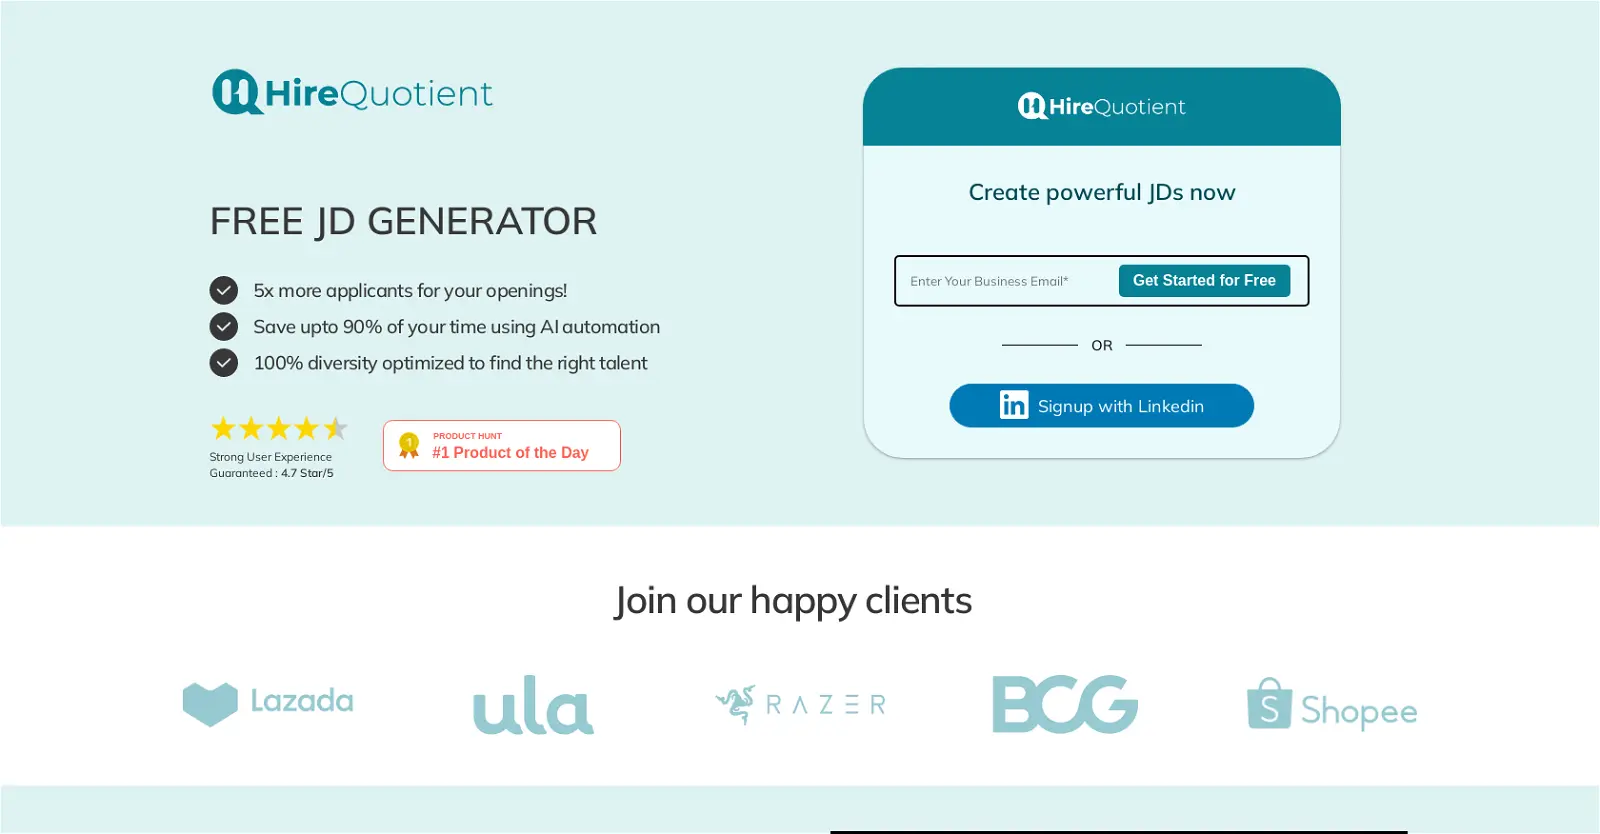 HireQuotient
FREE JD GENERATOR
5x more applicants for your openings!
Save upto 90% of your time using AI automation
100% diversity optimized to find the right talent
Strong User Experience
Guaranteed : 4.7 Star/5
1
PRODUCT HUNT
#1 Product of the Day
HireQuotient
Create powerful JDs now
Enter Your Business Email*
Get Started for Free
OR
in Signup with Linkedin
Join our happy clients
Lazada
ula
RAZER
BCG
S Shopee